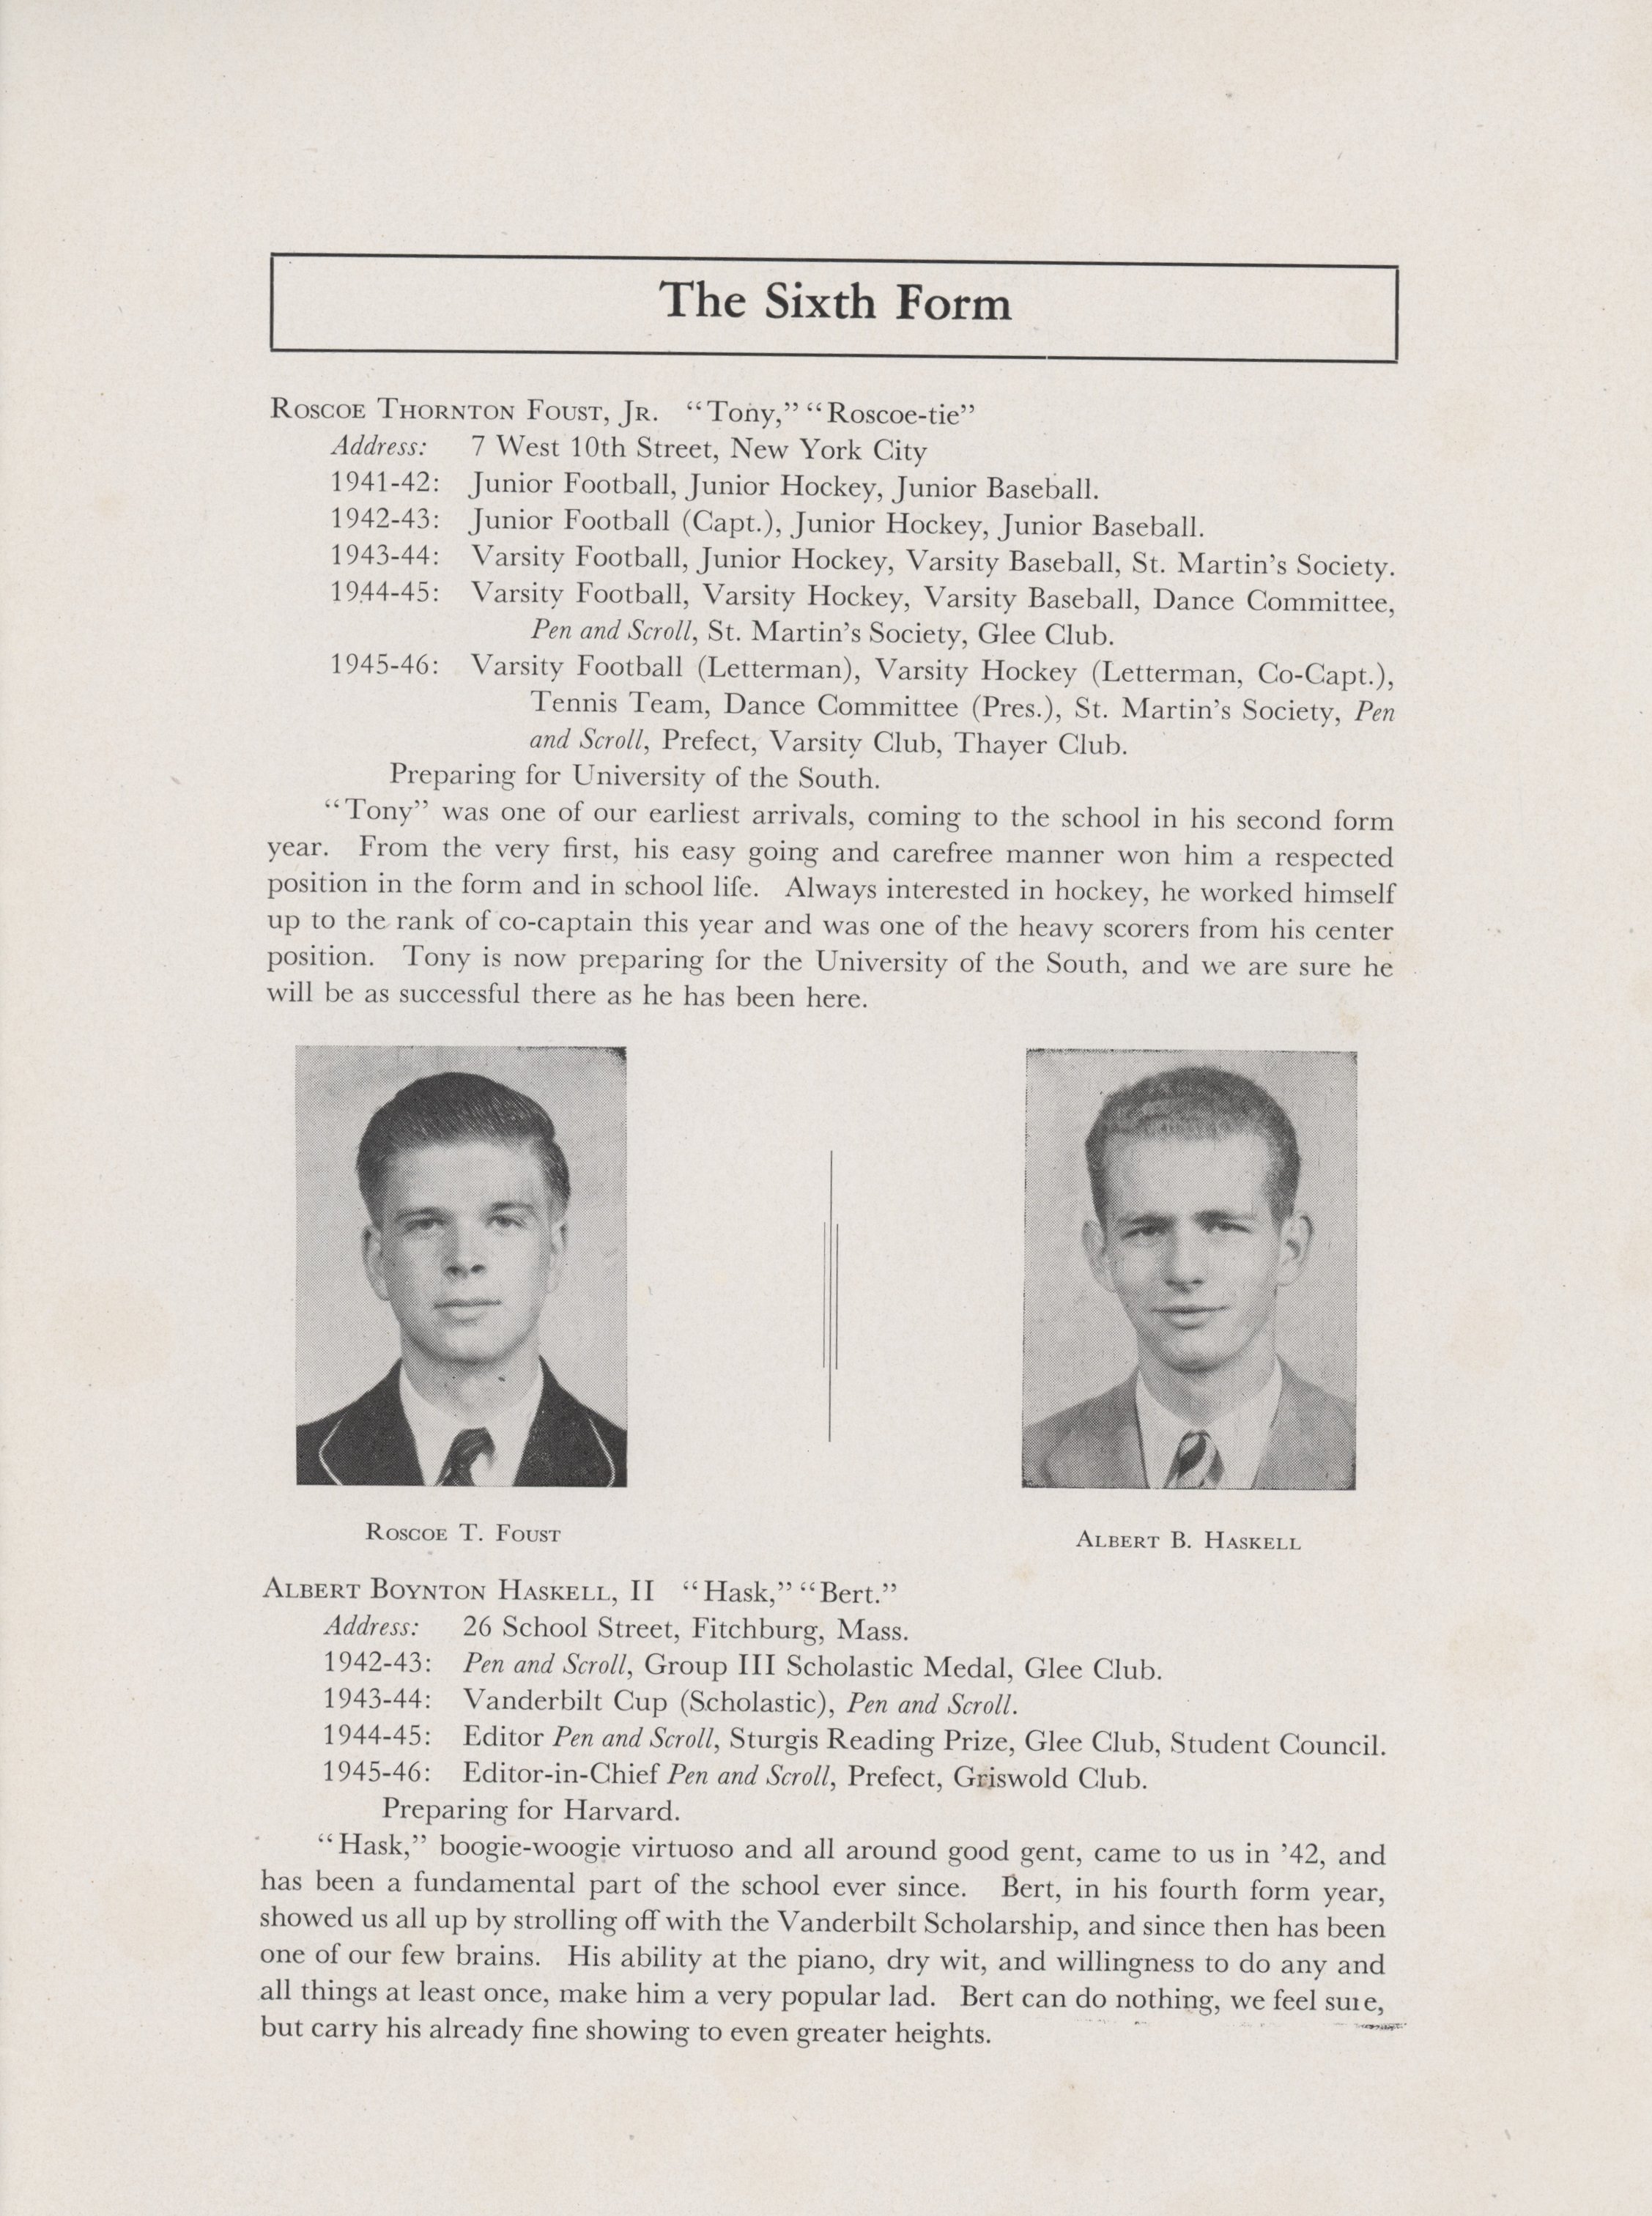 The Sixth Form
Roscoe Thornton Foust, Jr. “Tony,” “Roscoe-tie”
Address: 7 West 10th Street, New York City
1941-42: Junior Football, Junior Hockey, Junior Baseball.
1942-43: Junior Football (Capt.), Junior Hockey, Junior Baseball.
1943-44: Varsity Football, Junior Hockey, Varsity Baseball, St. Martin’s Society.
1944-45: Varsity Football, Varsity Hockey, Varsity Baseball, Dance Committee,
Pen and Scroll, St. Martin’s Society, Glee Club.
1945-46: Varsity Football (Letterman), Varsity Hockey (Letterman, Co-Capt.),
Tennis Team, Dance Committee (Pres.), St. Martin’s Society, Pen
and Scroll, Prefect, Varsity Club, Thayer Club.
Preparing for University of the South.
“Tony” was one of our earliest arrivals, coming to the school in his second form
year. From the very first, his easy going and carefree manner won him a respected
position in the form and in school life. Always interested in hockey, he worked himself
up to the rank of co-captain this year and was one of the heavy scorers from his center
position. Tony is now preparing for the University of the South, and we are sure he
will be as successful there as he has been here.
Roscoe T. Foust
Albert B. Haskell
Albert Boynton Haskell, II “Hask,” “Bert.”
Address: 26 School Street, Fitchburg, Mass.
1942-43: Pen and Scroll, Group III Scholastic Medal, Glee Club.
1943-44: Vanderbilt Cup (Scholastic), Pen and Scroll.
1944-45: Editor Pen and Scroll, Sturgis Reading Prize, Glee Club, Student Council.
1945-46: Editor-in-Chief Pen and Scroll, Prefect, Griswold Club.
Preparing for Harvard.
“Hask,” boogie-woogie virtuoso and all around good gent, came to us in ’42, and
has been a fundamental part of the school ever since. Bert, in his fourth form year,
showed us all up by strolling off with the Vanderbilt Scholarship, and since then has been
one of our few brains. His ability at the piano, dry wit, and willingness to do any and
all things at least once, make him a very popular lad. Bert can do nothing, we feel sure,
but carry his already fine showing to even greater heights.